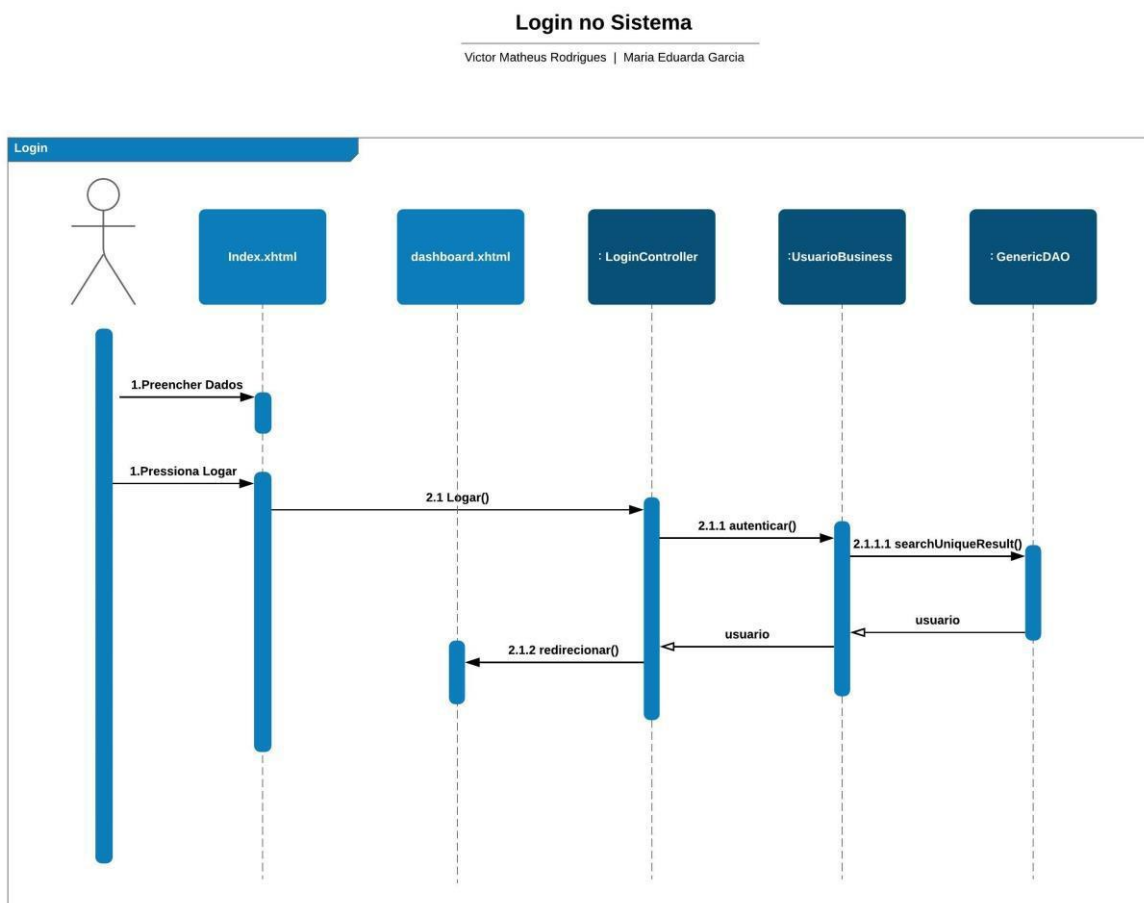 Login no Sistema
Victor Matheus Rodrigues | Maria Eduarda Garcia
Login
Index.xhtml
dashboard.xhtml
: LoginController
:UsuarioBusiness
: GenericDAO
1.Preencher Dados
1.Pressiona Logar
2.1 Logar()
2.1.1 autenticar()
2.1.1.1 searchUniqueResult()
usuario
usuario
2.1.2 redirecionar()